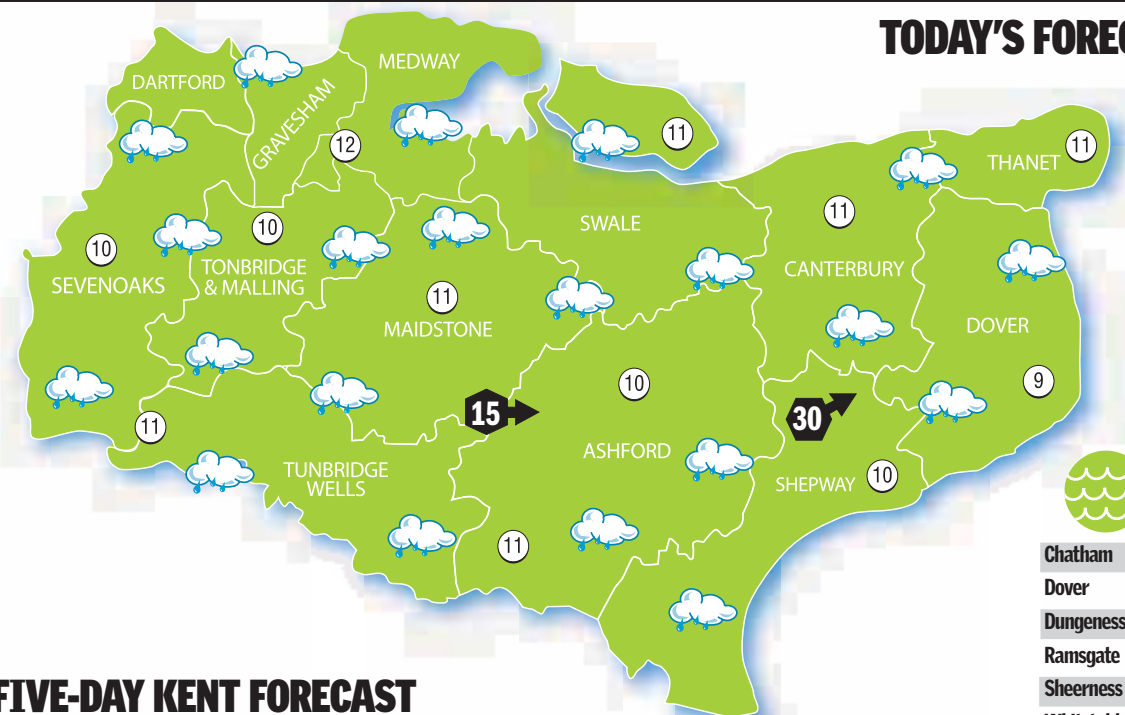 TODAY'S
MEDWAY
DARTFORD
GRAVESHAM
12
11
THANET
11
10
10
11
SWALE
SEVENOAKS
TONBRIDGE
& MALLING
CANTERBURY
11
MAIDSTONE
DOVER
10
9
15
30
11
ASHFORD
TUNBRIDGE
WELLS
SHEPWAY
10
11
Chatham
Dover
Dungeness
Ramsgate
Sheerness
FIVE-DAY KENT FORECAST